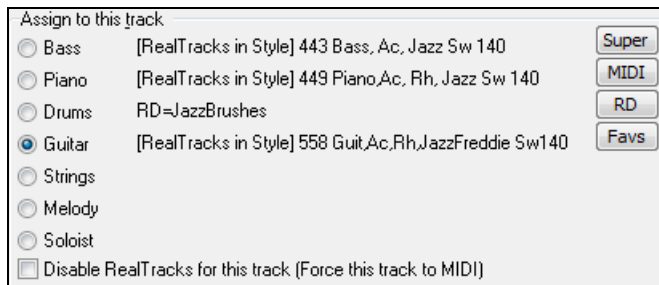 Assign to this track
Bass [RealTracks in Style] 443 Bass, Ac, Jazz Sw 140
Super
Piano [RealTracks in Style] 449 Piano,Ac, Rh, Jazz Sw 140
MIDI
Drums RD=JazzBrushes
RD
Guitar [RealTracks in Style] 558 Guit,Ac,Rh,JazzFreddie Sw140
Favs
Strings
Melody
Soloist
Disable RealTracks for this track (Force this track to MIDI)